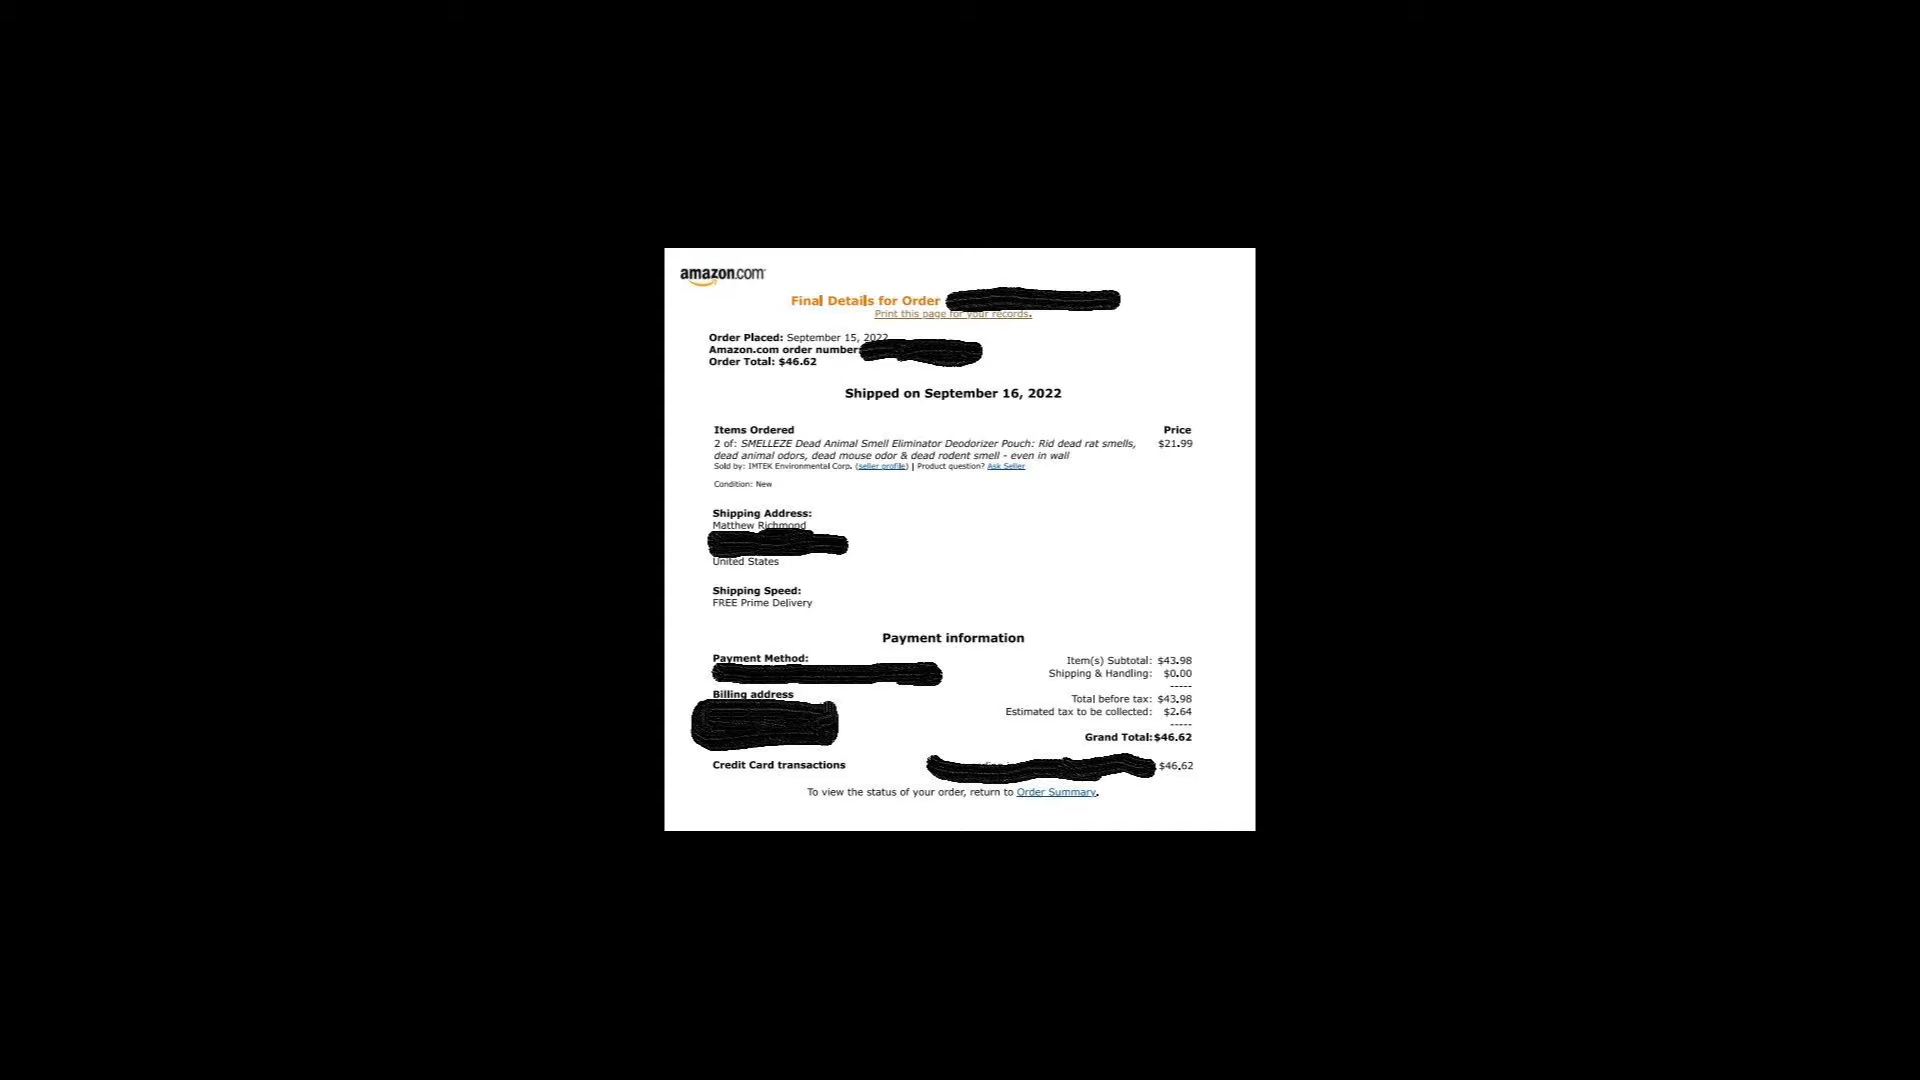 amazon.com
Final Details for Order
Print this page for your records.
Order Placed: September 15, 2022
Amazon.com order number:
Order Total: $46.62
Shipped on September 16, 2022
Items Ordered Price
2 of: SMELLEZE Dead Animal Smell Eliminator Deodorizer Pouch: Rid dead rat smells, $21.99
dead animal odors, dead mouse odor & dead rodent smell - even in wall
Sold by: IMTEK Environmental Corp. (seller profile) | Product question? Ask Seller
Condition: New
Shipping Address:
Matthew Richmond
United States
Shipping Speed:
FREE Prime Delivery
Payment information
Payment Method:
Item(s) Subtotal: $43.98
Shipping & Handling: $0.00
-----
Billing address
Total before tax: $43.98
Estimated tax to be collected: $2.64
-----
Grand Total: $46.62
Credit Card transactions $46.62
To view the status of your order, return to Order Summary.